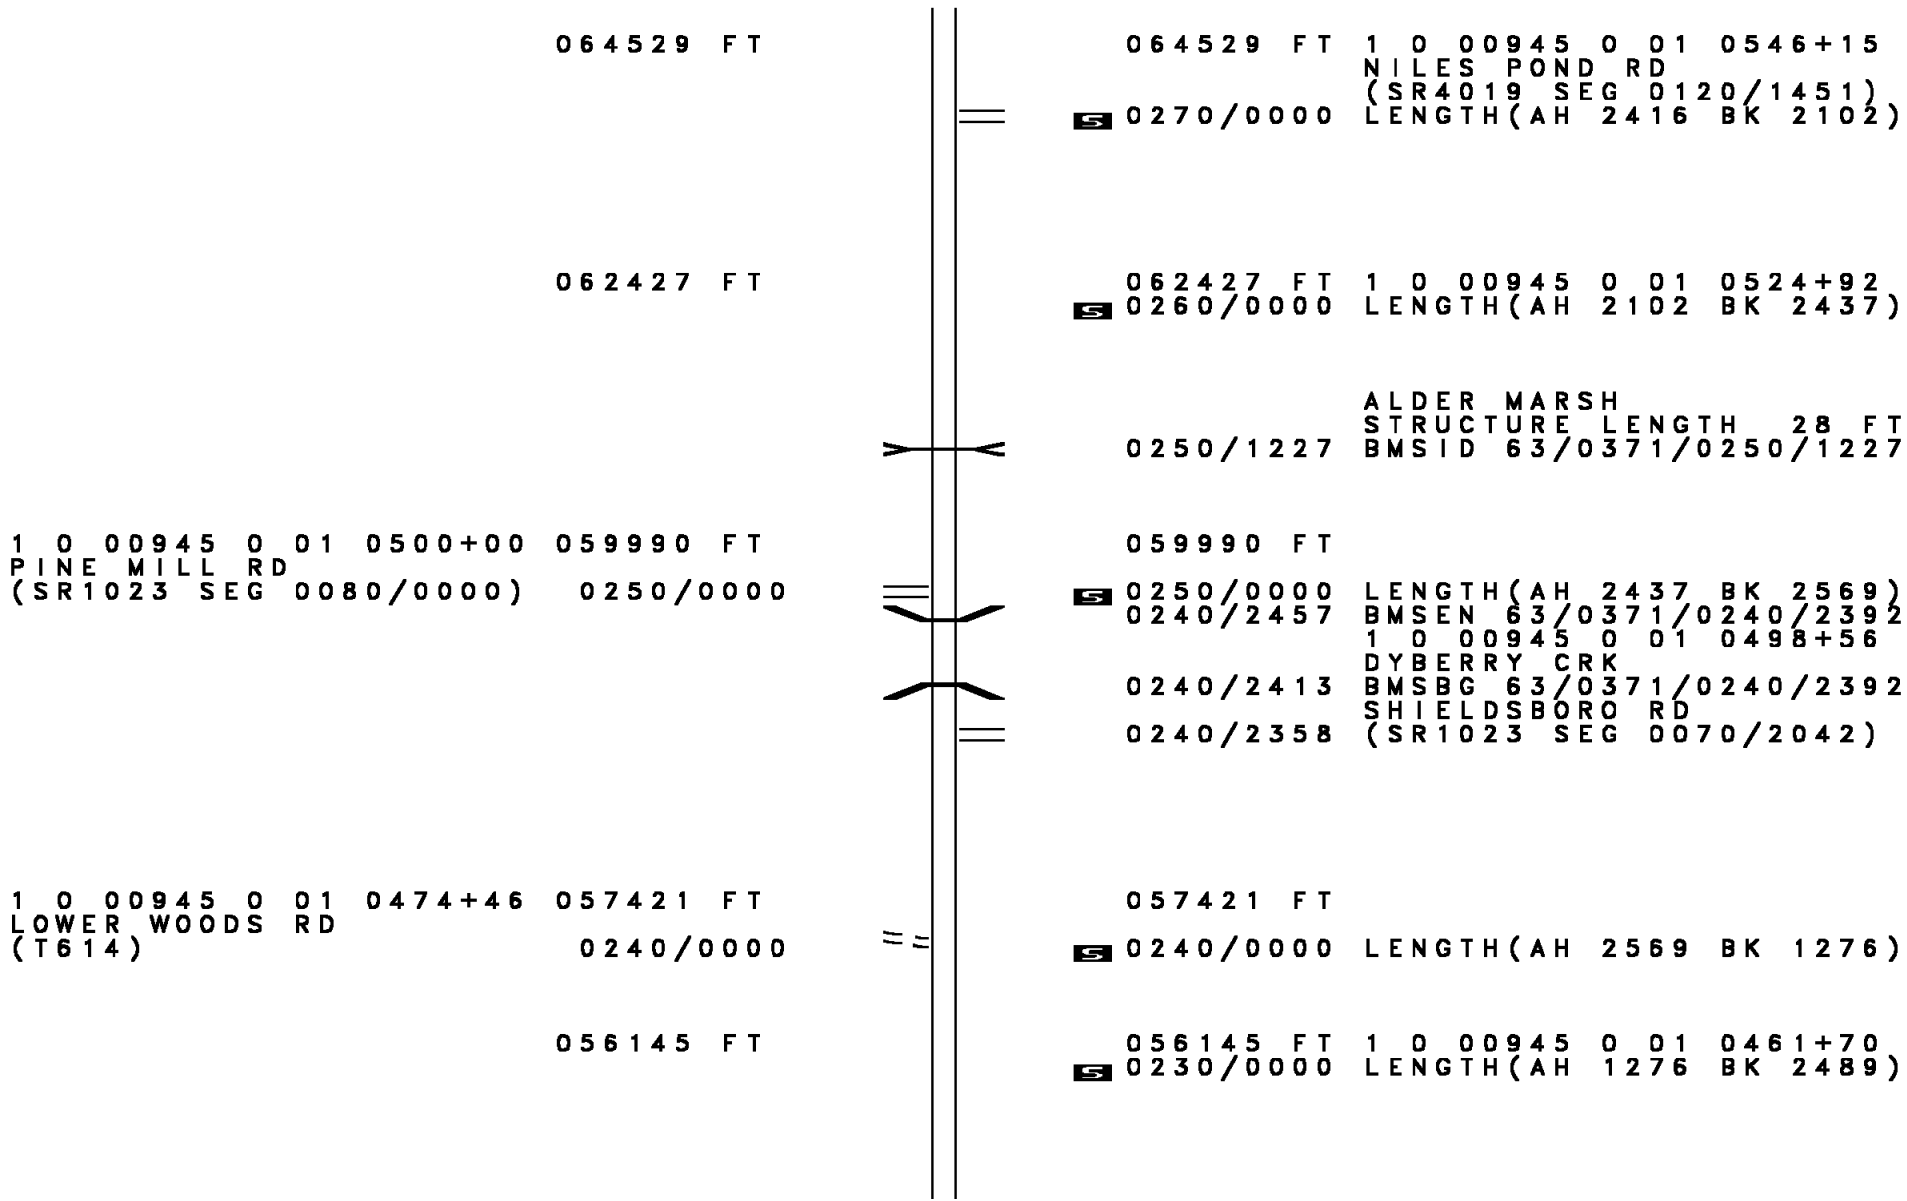 064529 FT 064529 FT 1 0 00945 0 01 0546+15
NILES POND RD
(SR4019 SEG 0120/1451)
S 0270/0000 LENGTH(AH 2416 BK 2102)
062427 FT 062427 FT 1 0 00945 0 01 0524+92
S 0260/0000 LENGTH(AH 2102 BK 2437)
ALDER MARSH
STRUCTURE LENGTH 28 FT
0250/1227 BMSID 63/0371/0250/1227
1 0 00945 0 01 0500+00 059990 FT 059990 FT
PINE MILL RD
(SR1023 SEG 0080/0000) 0250/0000 S 0250/0000 LENGTH(AH 2437 BK 2569)
0240/2457 BMSEN 63/0371/0240/2392
1 0 00945 0 01 0498+56
DYBERRY CRK
0240/2413 BMSBG 63/0371/0240/2392
SHIELDSBORO RD
0240/2358 (SR1023 SEG 0070/2042)
1 0 00945 0 01 0474+46 057421 FT 057421 FT
LOWER WOODS RD
(T614) 0240/0000 S 0240/0000 LENGTH(AH 2569 BK 1276)
056145 FT 056145 FT 1 0 00945 0 01 0461+70
S 0230/0000 LENGTH(AH 1276 BK 2489)